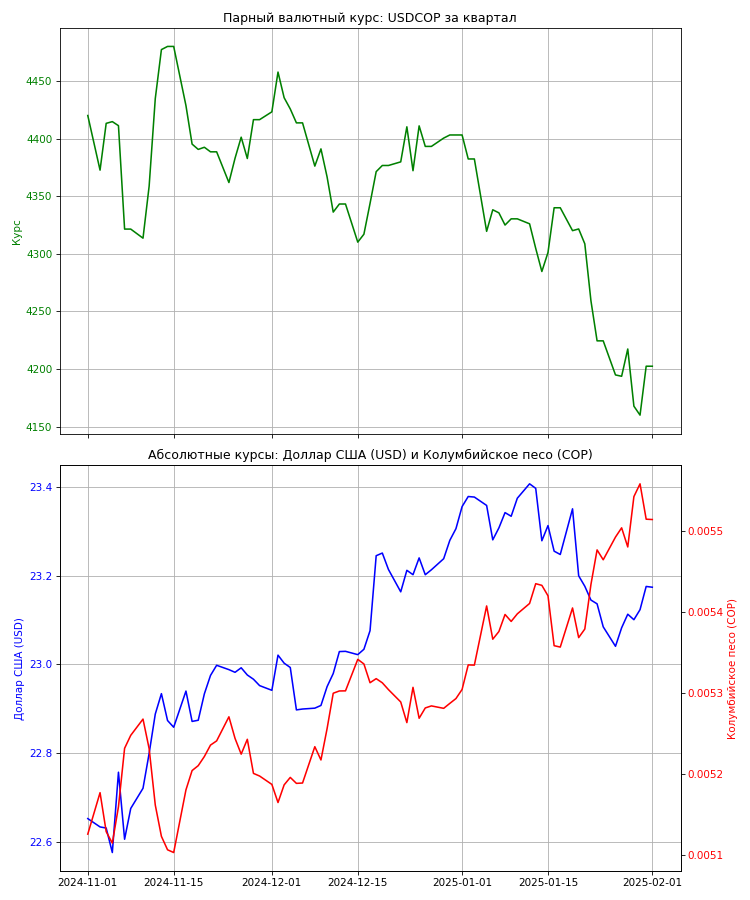 Парный валютный курс: USDCOP за квартал
4450
4400
4350
4300
4250
4200
4150
Курс
Абсолютные курсы: Доллар США (USD) и Колумбийское песо (COP)
23.4
23.2
23.0
22.8
22.6
Доллар США (USD)
0.0055
0.0054
0.0053
0.0052
0.0051
Колумбийское песо (COP)
2024-11-01 2024-11-15 2024-12-01 2024-12-15 2025-01-01 2025-01-15 2025-02-01